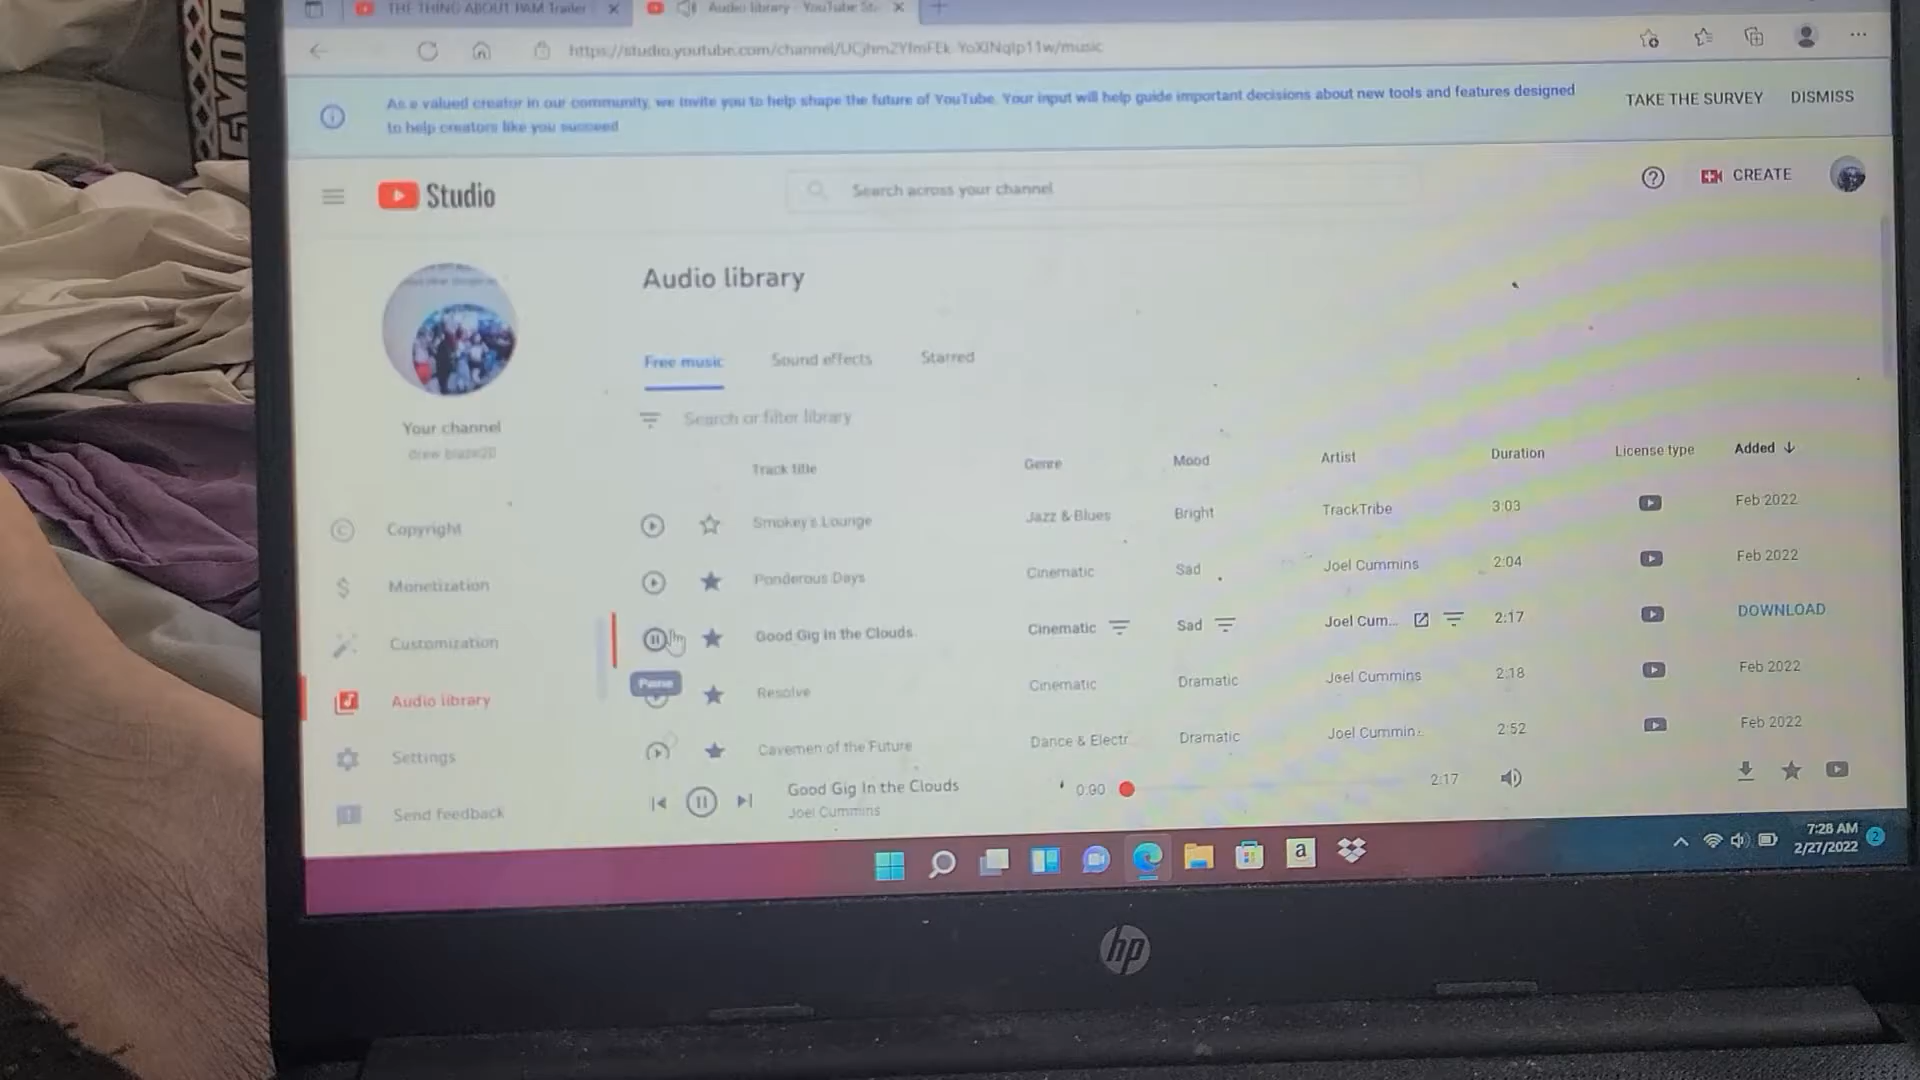 THE THING ABOUT PAM Trailer
Audio library - YouTube St
https://studio.youtube.com/channel/
As a valued creator in our community, we invite you to help shape the future of YouTube. Your input will help guide important decisions about new tools and features designed
to help creators like you succeed
TAKE THE SURVEY
DISMISS
Studio
Search across your channel
CREATE
Audio library
Free music
Sound effects
Starred
Your channel
drew blaze20
Search or filter library
Track title Genre Mood Artist Duration License type Added
Smokey's Lounge Jazz & Blues Bright TrackTribe 3:03 Feb 2022
Ponderous Days Cinematic Sad Joel Cummins 2:04 Feb 2022
Good Gig In the Clouds Cinematic Sad Joel Cum... 2:17 DOWNLOAD
Pause
Resolve Cinematic Dramatic Joel Cummins 2:18 Feb 2022
Cavemen of the Future Dance & Electr Dramatic Joel Cummin 2:52 Feb 2022
Copyright
Monetization
Customization
Audio library
Settings
Send feedback
Good Gig In the Clouds
Joel Cummins
0:00
2:17
a
7:28 AM
2/27/2022
2
hp